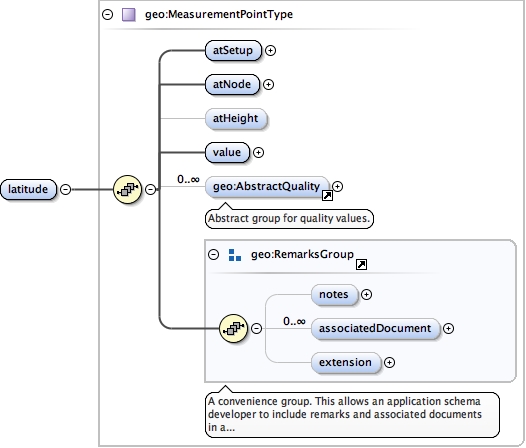 geo:MeasurementPointType
atSetup
atNode
atHeight
value
0..∞
geo:AbstractQuality
latitude
Abstract group for quality values.
geo:RemarksGroup
notes
0..∞
associatedDocument
extension
A convenience group. This allows an application schema
developer to include remarks and associated documents
in a...